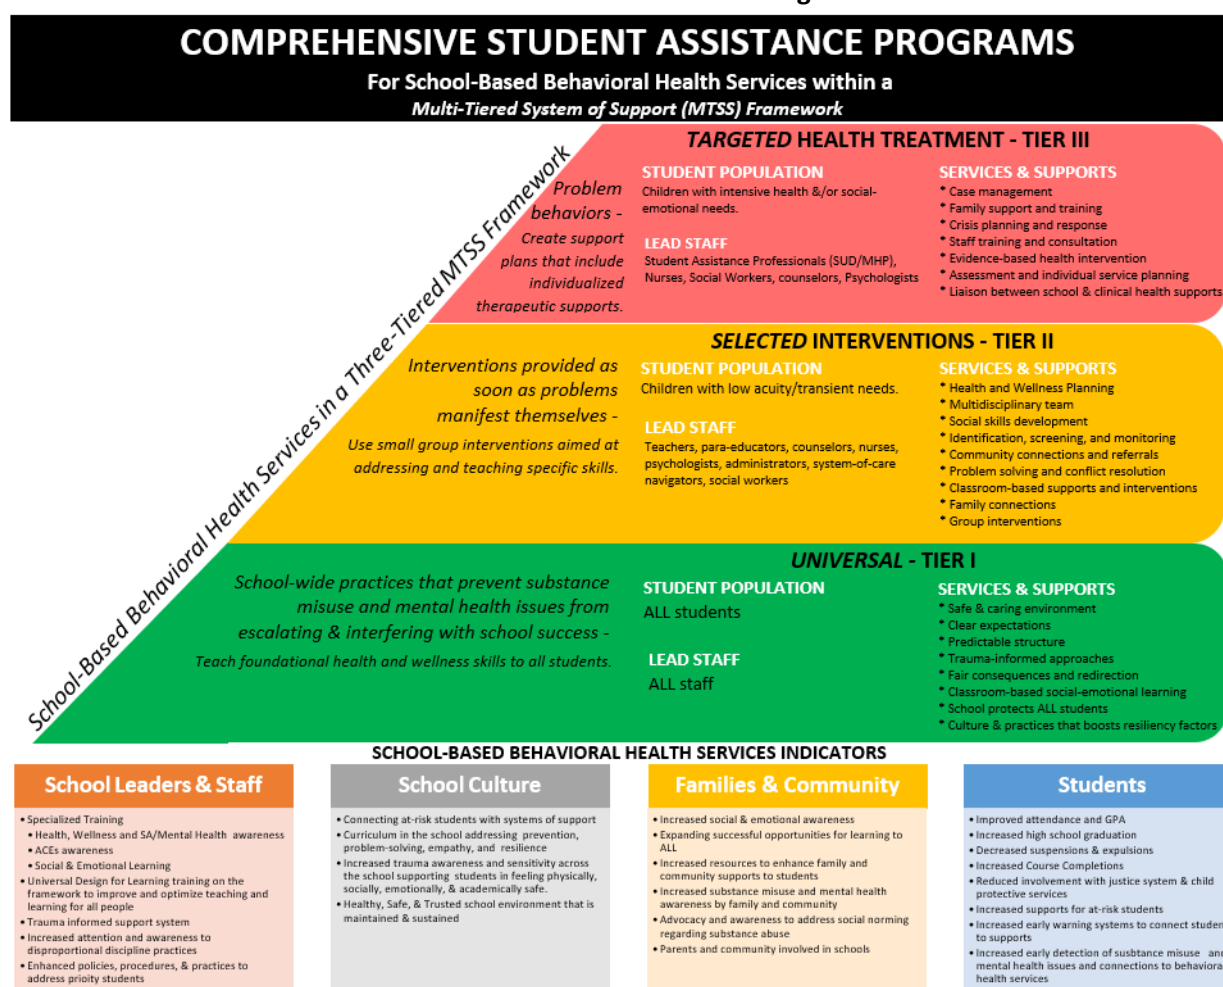 COMPREHENSIVE STUDENT ASSISTANCE PROGRAMS
For School-Based Behavioral Health Services within a
Multi-Tiered System of Support (MTSS) Framework
School-Based Behavioral Health Services in a Three-Tiered MTSS Framework
TARGETED HEALTH TREATMENT - TIER III
Problem
behaviors -
Create support
plans that include
individualized
therapeutic supports.
STUDENT POPULATION
Children with intensive health &/or social-
emotional needs.
LEAD STAFF
Student Assistance Professionals (SUD/MHP),
Nurses, Social Workers, counselors, Psychologists
SERVICES & SUPPORTS
* Case management
* Family support and training
* Crisis planning and response
* Staff training and consultation
* Evidence-based health intervention
* Assessment and individual service planning
* Liaison between school & clinical health supports
SELECTED INTERVENTIONS - TIER II
Interventions provided as
soon as problems
manifest themselves -
Use small group interventions aimed at
addressing and teaching specific skills.
STUDENT POPULATION
Children with low acuity/transient needs.
LEAD STAFF
Teachers, para-educators, counselors, nurses,
psychologists, administrators, system-of-care
navigators, social workers
SERVICES & SUPPORTS
* Health and Wellness Planning
* Multidisciplinary team
* Social skills development
* Identification, screening, and monitoring
* Community connections and referrals
* Problem solving and conflict resolution
* Classroom-based supports and interventions
* Family connections
* Group interventions
UNIVERSAL - TIER I
School-wide practices that prevent substance
misuse and mental health issues from
escalating & interfering with school success -
Teach foundational health and wellness skills to all students.
STUDENT POPULATION
ALL students
LEAD STAFF
ALL staff
SERVICES & SUPPORTS
* Safe & caring environment
* Clear expectations
* Predictable structure
* Trauma-informed approaches
* Fair consequences and redirection
* Classroom-based social-emotional learning
* School protects ALL students
* Culture & practices that boosts resiliency factors
SCHOOL-BASED BEHAVIORAL HEALTH SERVICES INDICATORS
School Leaders & Staff
• Specialized Training
• Health, Wellness and SA/Mental Health awareness
• ACEs awareness
• Social & Emotional Learning
• Universal Design for Learning training on the
framework to improve and optimize teaching and
learning for all people
• Trauma informed support system
• Increased attention and awareness to
disproportional discipline practices
• Enhanced policies, procedures, & practices to
address prioity students
School Culture
• Connecting at-risk students with systems of support
• Curriculum in the school addressing prevention,
problem-solving, empathy, and resilience
• Increased trauma awareness and sensitivity across
the school supporting students in feeling physically,
socially, emotionally, & academically safe.
• Healthy, Safe, & Trusted school environment that is
maintained & sustained
Families & Community
• Increased social & emotional awareness
• Expanding successful opportunities for learning to
ALL
• Increased resources to enhance family and
community supports to students
• Increased substance misuse and mental health
awareness by family and community
• Advocacy and awareness to address social norming
regarding substance abuse
• Parents and community involved in schools
Students
• Improved attendance and GPA
• Increased high school graduation
• Decreased suspensions & expulsions
• Increased Course Completions
• Reduced involvement with justice system & child
protective services
• Increased supports for at-risk students
• Increased early warning systems to connect studen
to supports
• Increased early detection of susbtance misuse and
mental health issues and connections to behaviora
health services